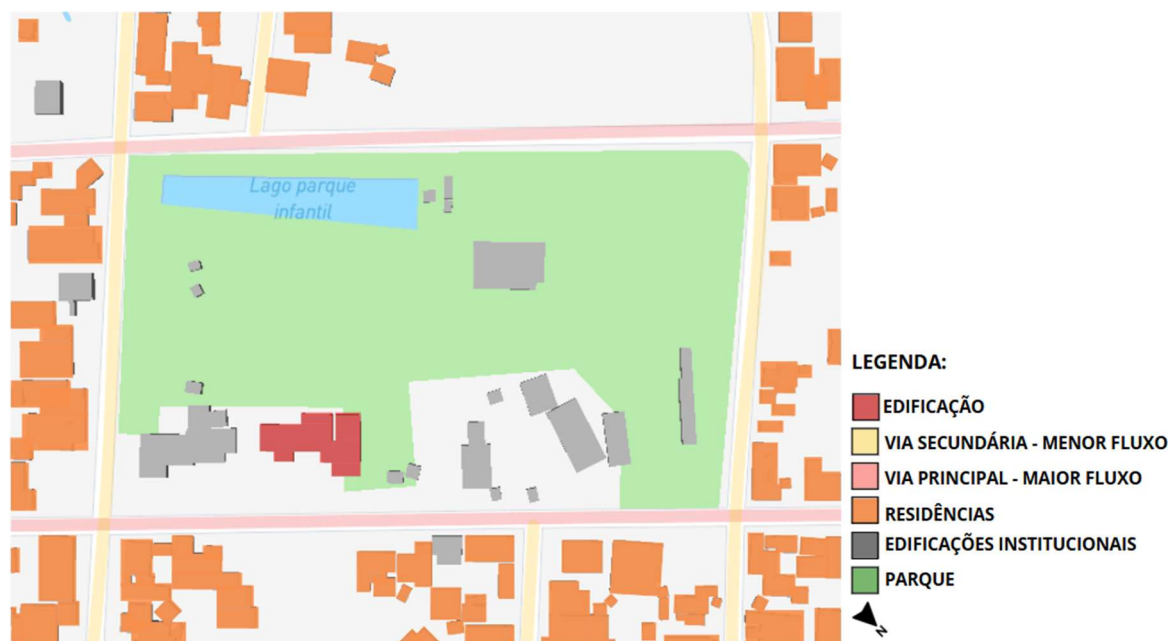 Lago parque
infantil
LEGENDA:
EDIFICAÇÃO
VIA SECUNDÁRIA - MENOR FLUXO
VIA PRINCIPAL - MAIOR FLUXO
RESIDÊNCIAS
EDIFICAÇÕES INSTITUCIONAIS
PARQUE
N